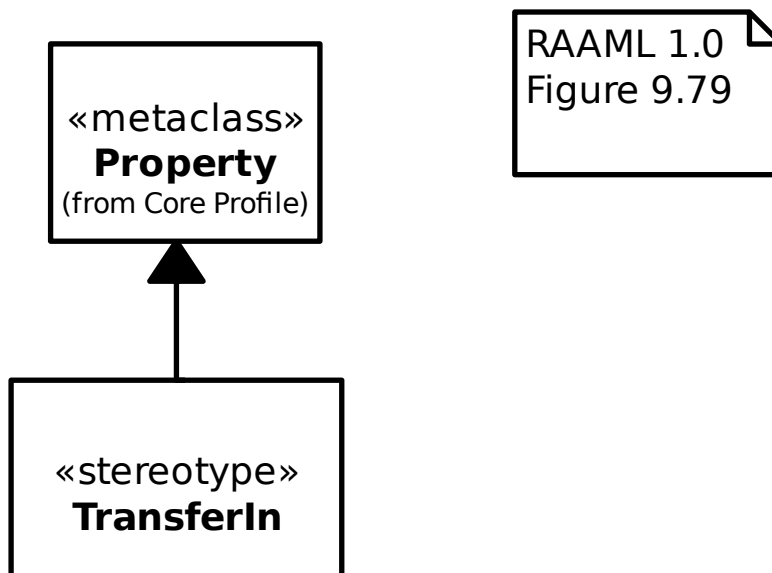 «metaclass»
Property
(from Core Profile)
RAAML 1.0
Figure 9.79
«stereotype»
TransferIn